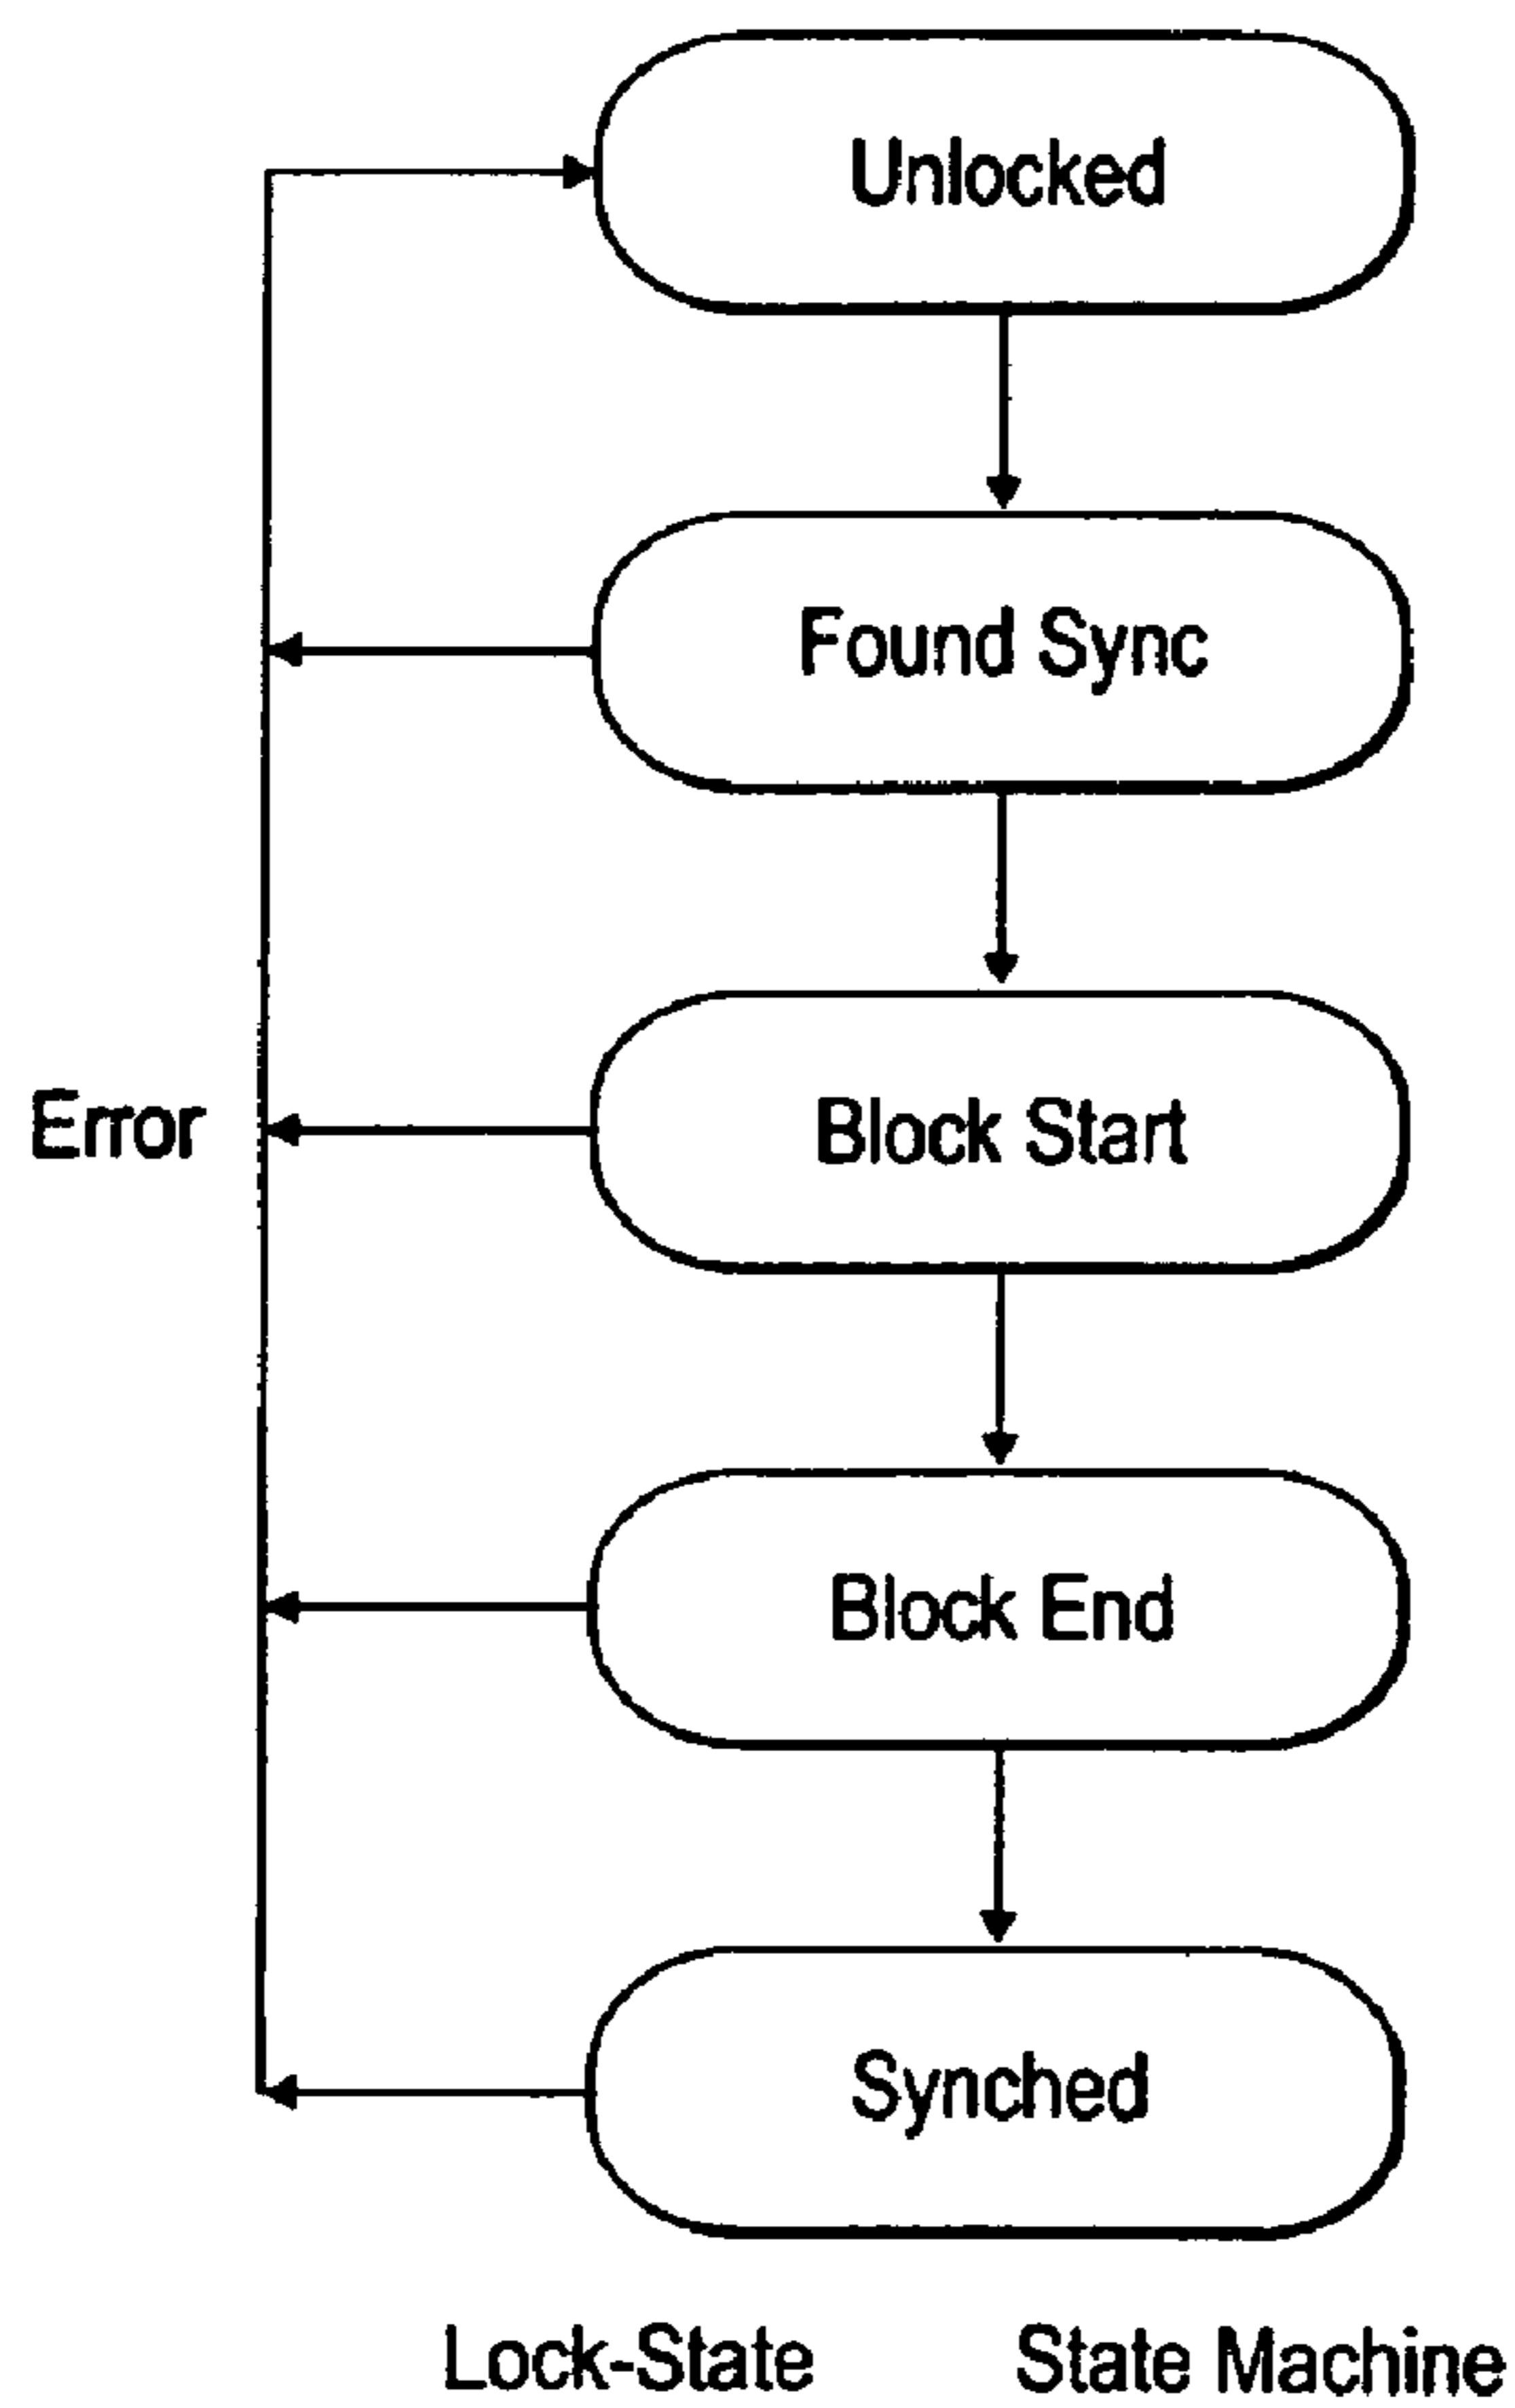 Unlocked
Found Sync
Error
Block Start
Block End
Synched
Lock-State State Machine